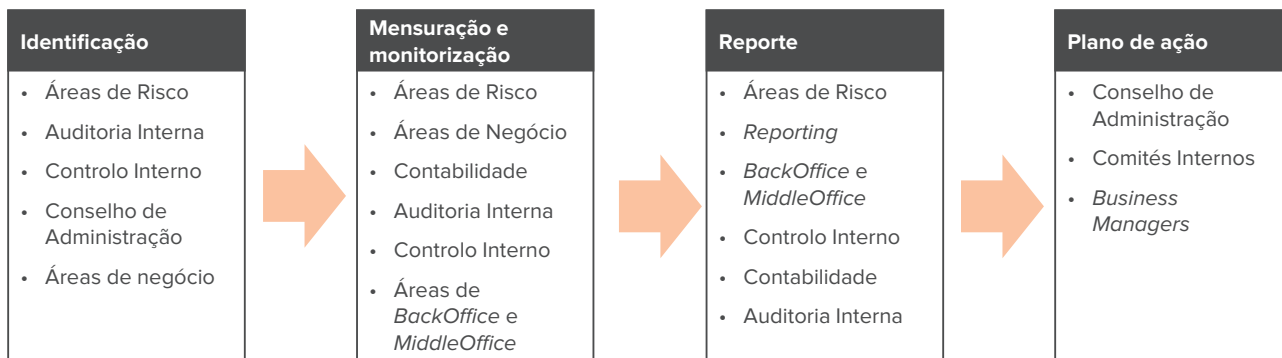 Identificação
• Áreas de Risco
• Auditoria Interna
• Controlo Interno
• Conselho de
Administração
• Áreas de negócio
Mensuração e
monitorização
• Áreas de Risco
• Áreas de Negócio
• Contabilidade
• Auditoria Interna
• Controlo Interno
• Áreas de
BackOffice e
MiddleOffice
Reporte
• Áreas de Risco
• Reporting
• BackOffice e
MiddleOffice
• Controlo Interno
• Contabilidade
• Auditoria Interna
Plano de ação
• Conselho de
Administração
• Comités Internos
• Business
Managers